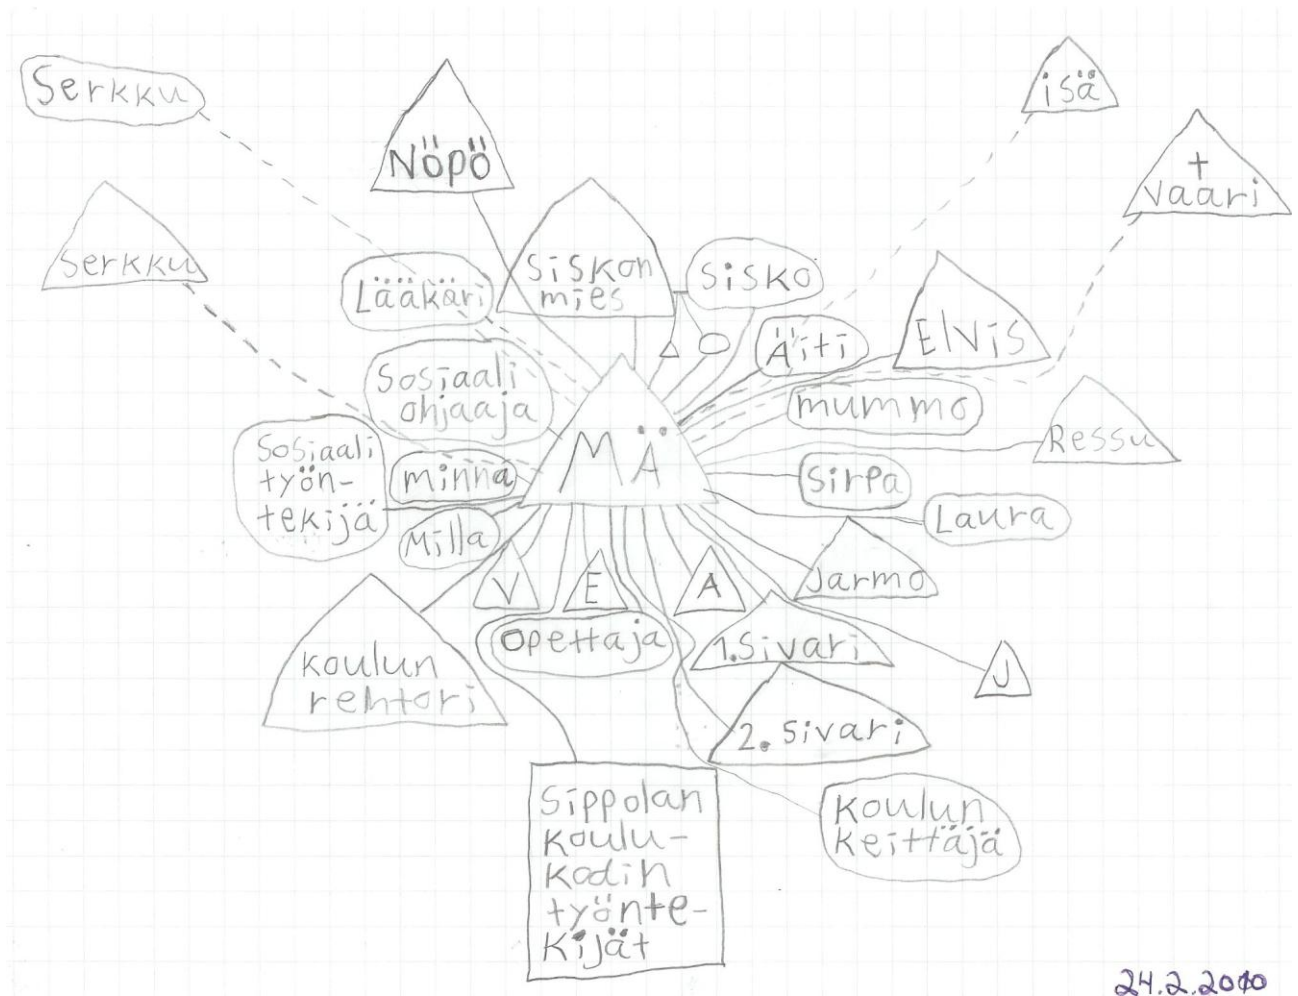 Serkku
isä
Nöpö
†
vaari
Serkku
Lääkäri
Siskon
mies
Sisko
Äiti
Elvis
Sosiaali
ohjaaja
mummo
Ressu
MÄ
Sosiaali
työn-
tekijä
minna
Sirpa
Milla
Laura
Jarmo
V
E
A
Opettaja
1. Sivari
J
koulun
rehtori
2. Sivari
Sippolan
koulu-
kodin
työnte-
kijät
Koulun
keittäjä
24.2.2010